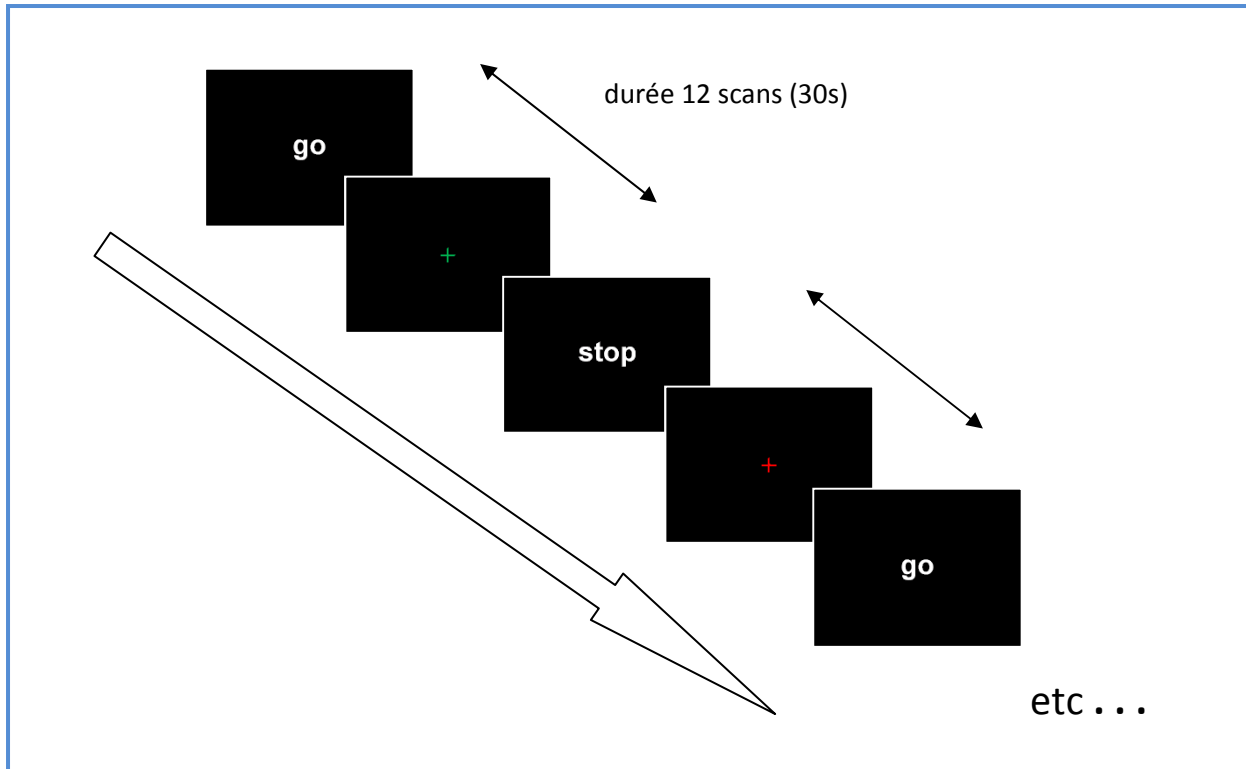 durée 12 scans (30s)
go
+
stop
+
go
etc . . .